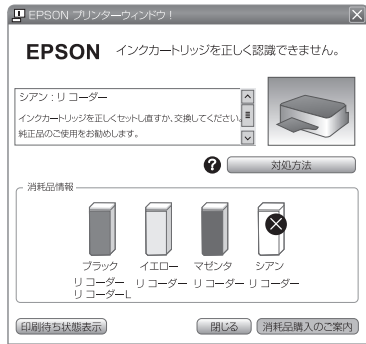 EPSON プリンターウィンドウ!
EPSON インクカートリッジを正しく認識できません。
シアン : リ コーダー
インクカートリッジを正しくセットし直すか、交換してください。
純正品のご使用をお勧めします。
? 対処方法
消耗品情報
ブラック イエロー マゼンタ シアン
リ コーダー リ コーダー リ コーダー リ コーダー
リ コーダーL
印刷待ち状態表示 閉じる 消耗品購入のご案内